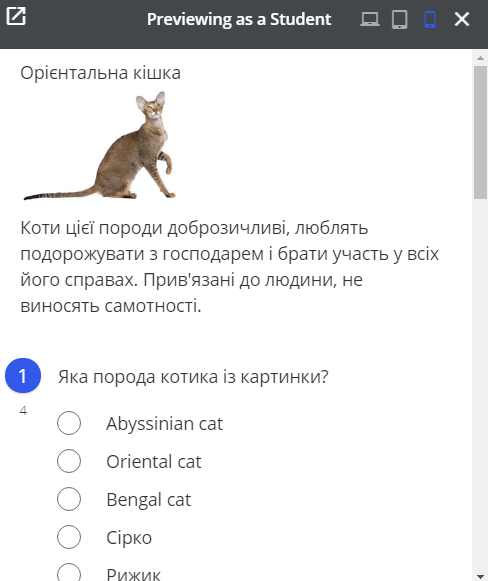 Previewing as a Student
Орієнтальна кішка
Коти цієї породи доброзичливі, люблять
подорожувати з господарем і брати участь у всіх
його справах. Прив'язані до людини, не
виносять самотності.
1 Яка порода котика із картинки?
4
Abyssinian cat
Oriental cat
Bengal cat
Сірко
Рижик